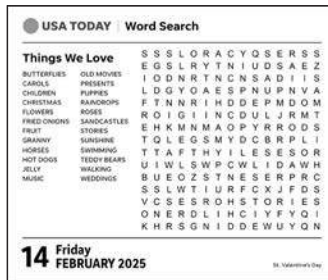 USA TODAY Word Search
Things We Love
BUTTERFLIES
CAROLS
CHILDREN
CHRISTMAS
FLOWERS
FRIED ONIONS
FRUIT
GRANNY
HORSES
HOT DOGS
JELLY
MUSIC
OLD MOVIES
PRESENTS
PUPPIES
RAINDROPS
ROSES
SANDCASTLES
STORIES
SUNSHINE
SWIMMING
TEDDY BEARS
WALKING
WEDDINGS
S S S L O R A C Y Q S E R S S
E G S L R Y T N I U D S A E Z
I O D N R T N C N S A D I I S
L D G Y O A E S P N U P N V A
F T N N R I H D D E P M D O M
R O I G I I N C D U L J R M T
E H K M N M A O P Y R R O D S
T Q L E G S M Y D C B R P L I
T T A F T H Y I L E S E S O R
U I W L S W P C W L I D A W H
B U E O Z S T N E S E R P R C
S S L W T I U R F C X J F D S
V C S E S R O H S T O R I E S
O N E R D L I H C I Y F Y Q I
K H R S G N I D D E W U Y Q N
14 Friday
FEBRUARY 2025
St. Valentine's Day